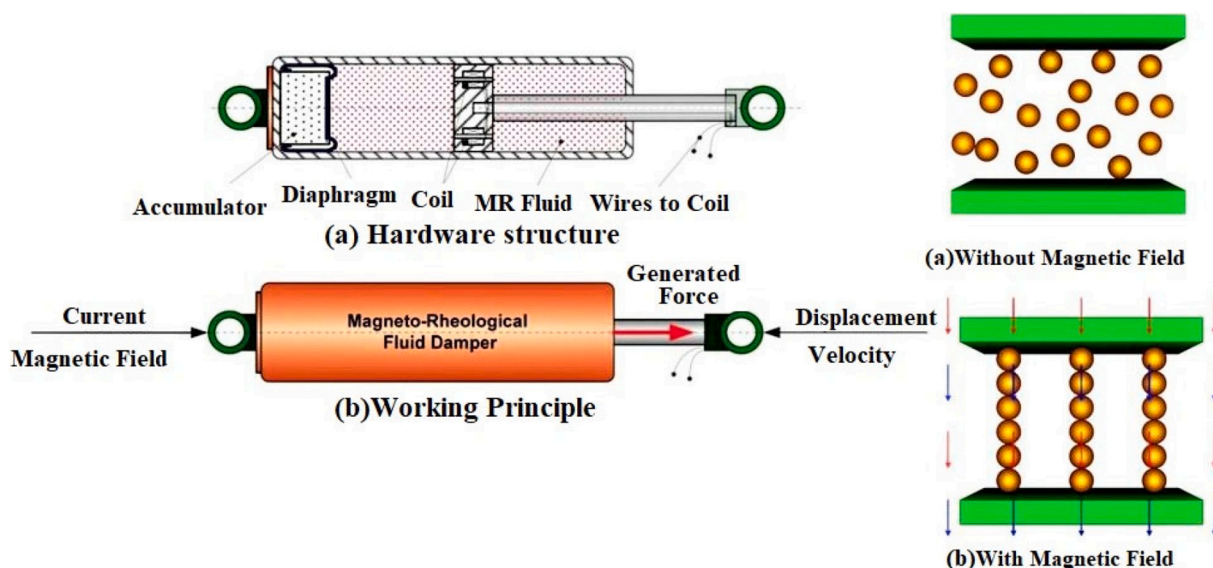 Accumulator
Diaphragm
Coil
MR Fluid
Wires to Coil
(a) Hardware structure
Current
Magnetic Field
Magneto-Rheological
Fluid Damper
Generated
Force
Displacement
Velocity
(b)Working Principle
(a)Without Magnetic Field
(b)With Magnetic Field